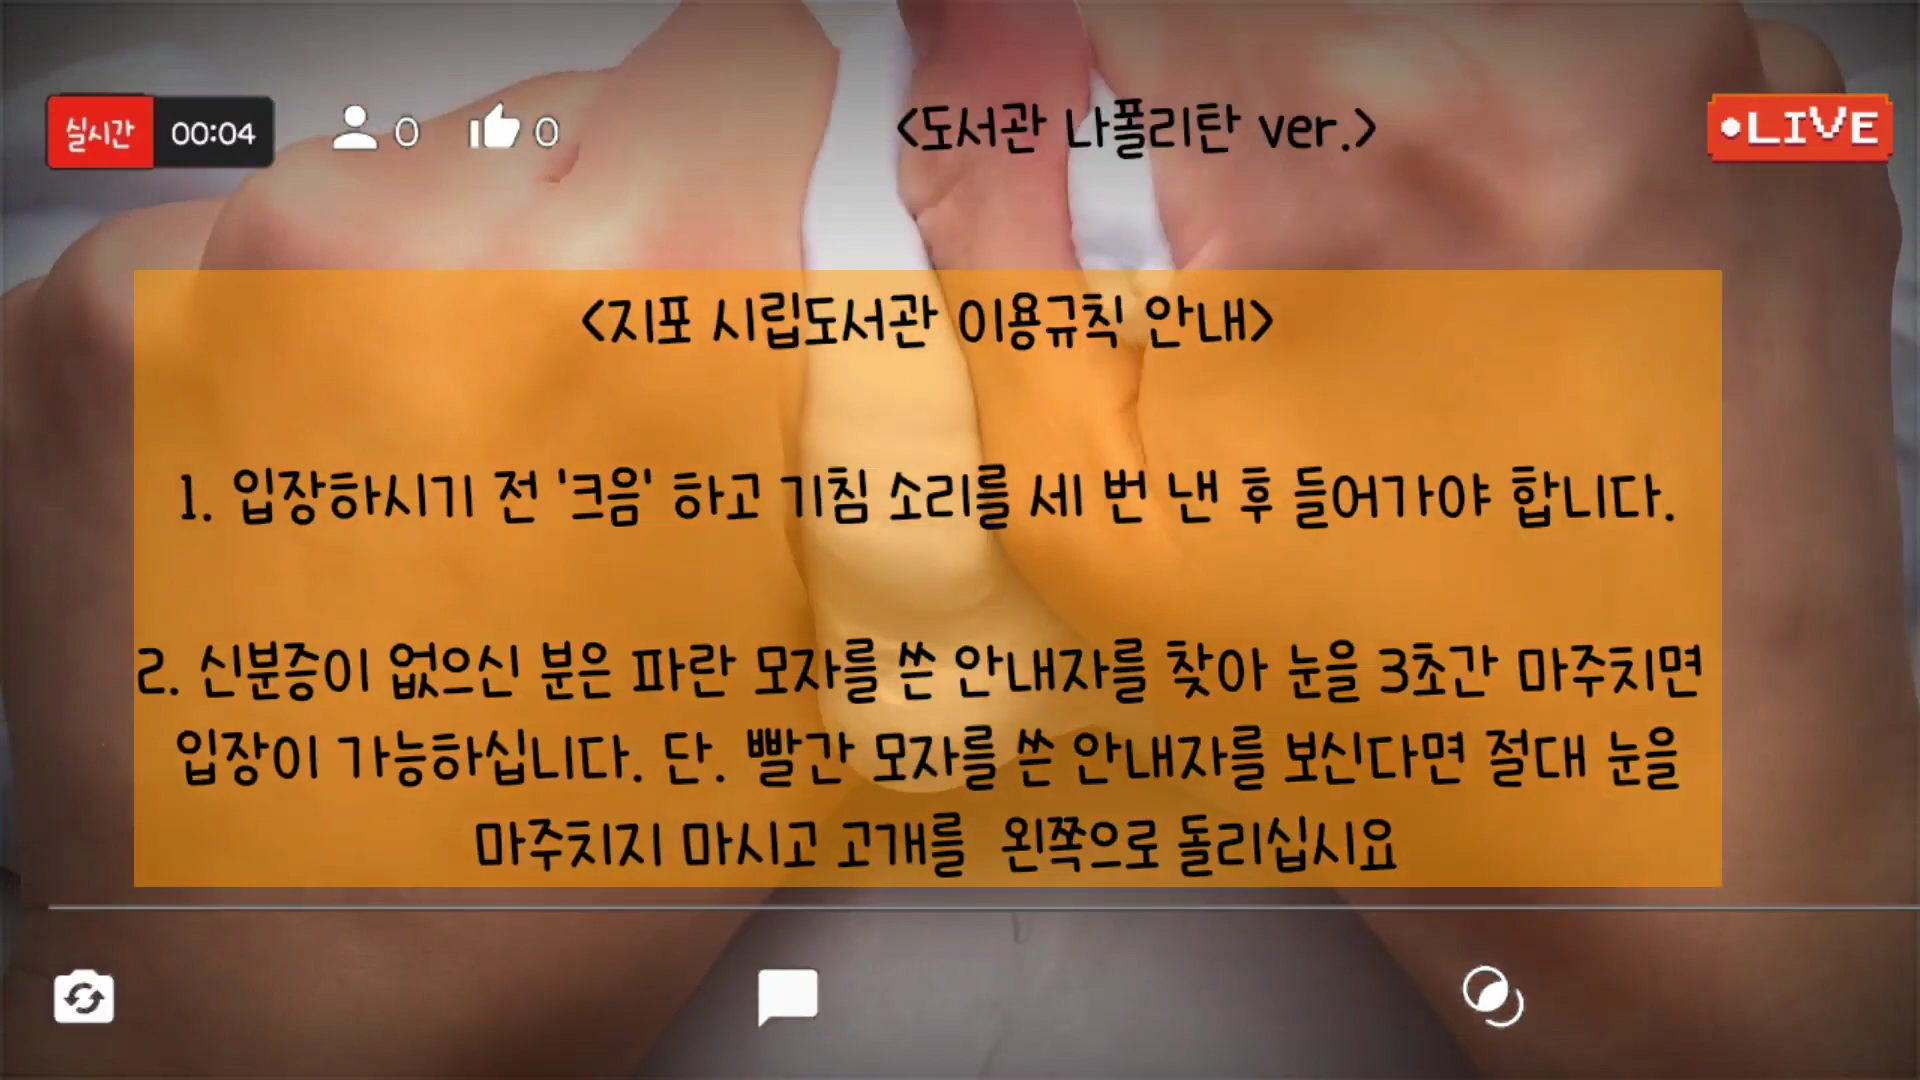 실시간 00:04 0 0 <도서관 나폴리탄 ver.> LIVE
<지포 시립도서관 이용규칙 안내>
1. 입장하시기 전 '크음' 하고 기침 소리를 세 번 낸 후 들어가야 합니다.
2. 신분증이 없으신 분은 파란 모자를 쓴 안내자를 찾아 눈을 3초간 마주치면
입장이 가능하십니다. 단. 빨간 모자를 쓴 안내자를 보신다면 절대 눈을
마주치지 마시고 고개를 왼쪽으로 돌리십시요